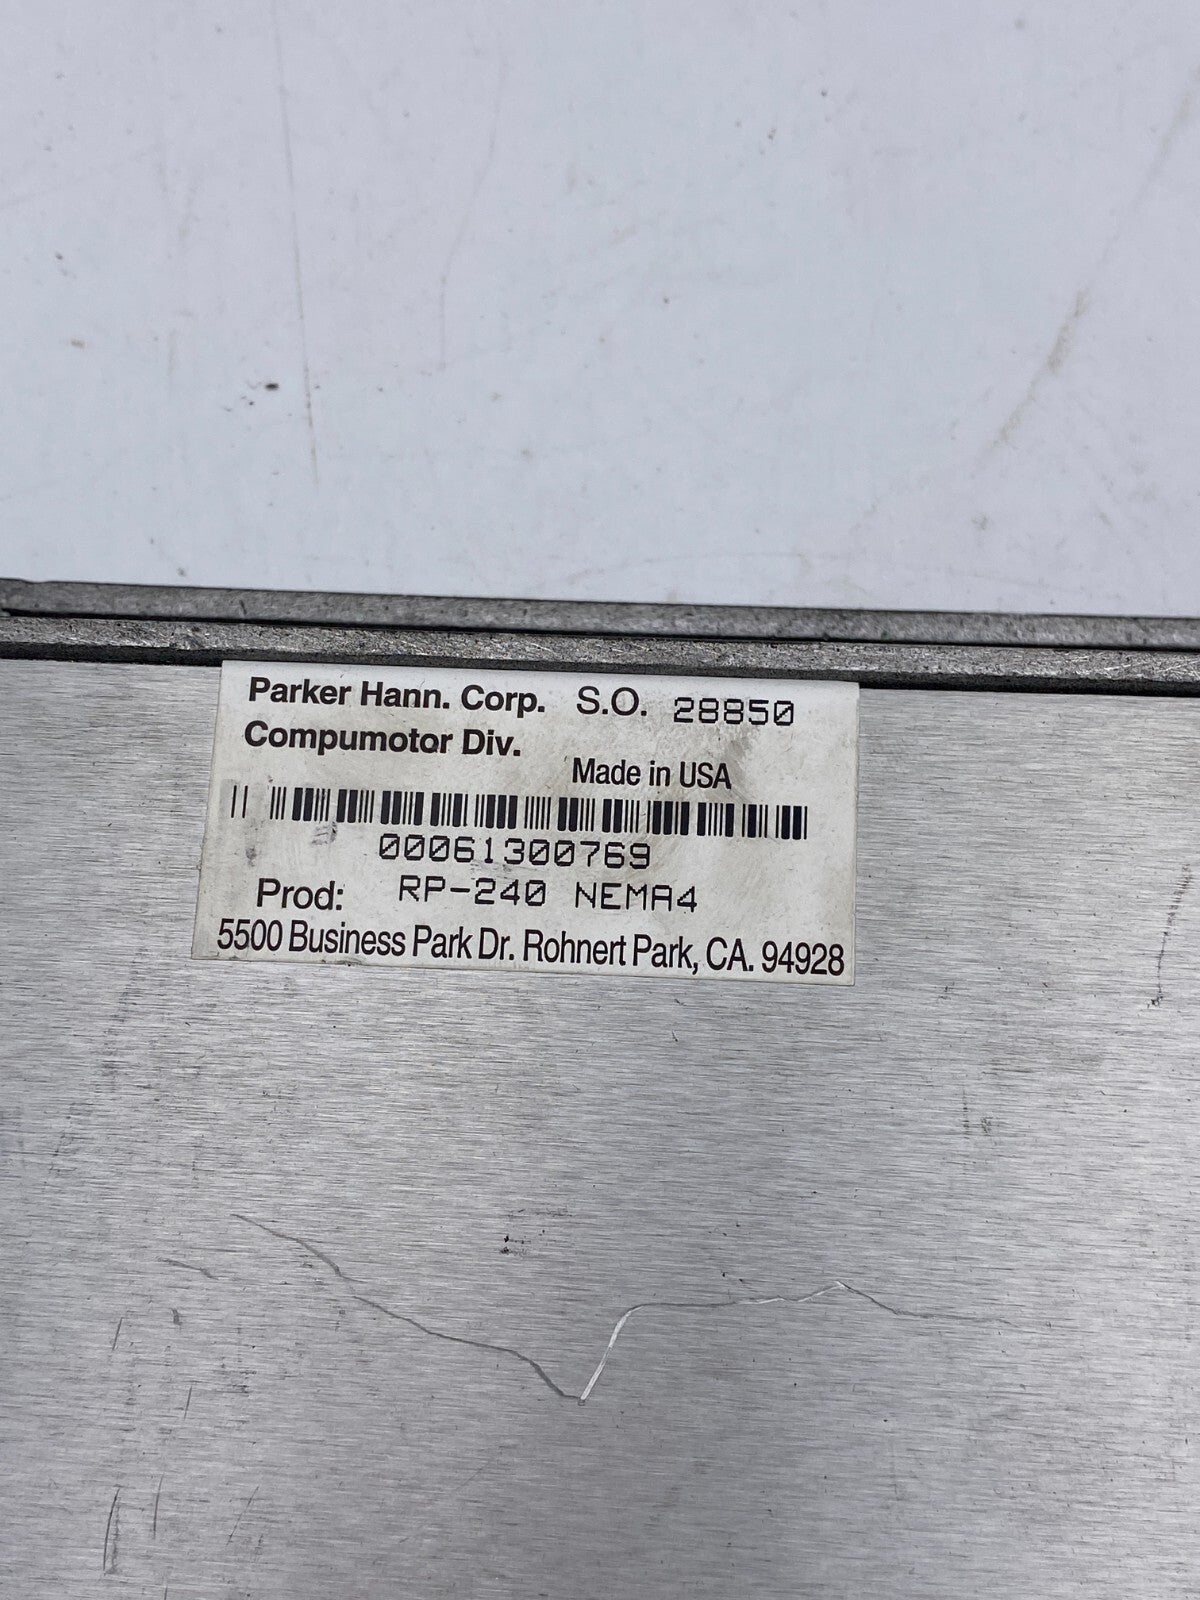 Parker Hann. Corp. S.O. 28850
Compumotor Div.
Made in USA
00061300769
Prod: RP-240 NEMA4
5500 Business Park Dr. Rohnert Park, CA. 94928